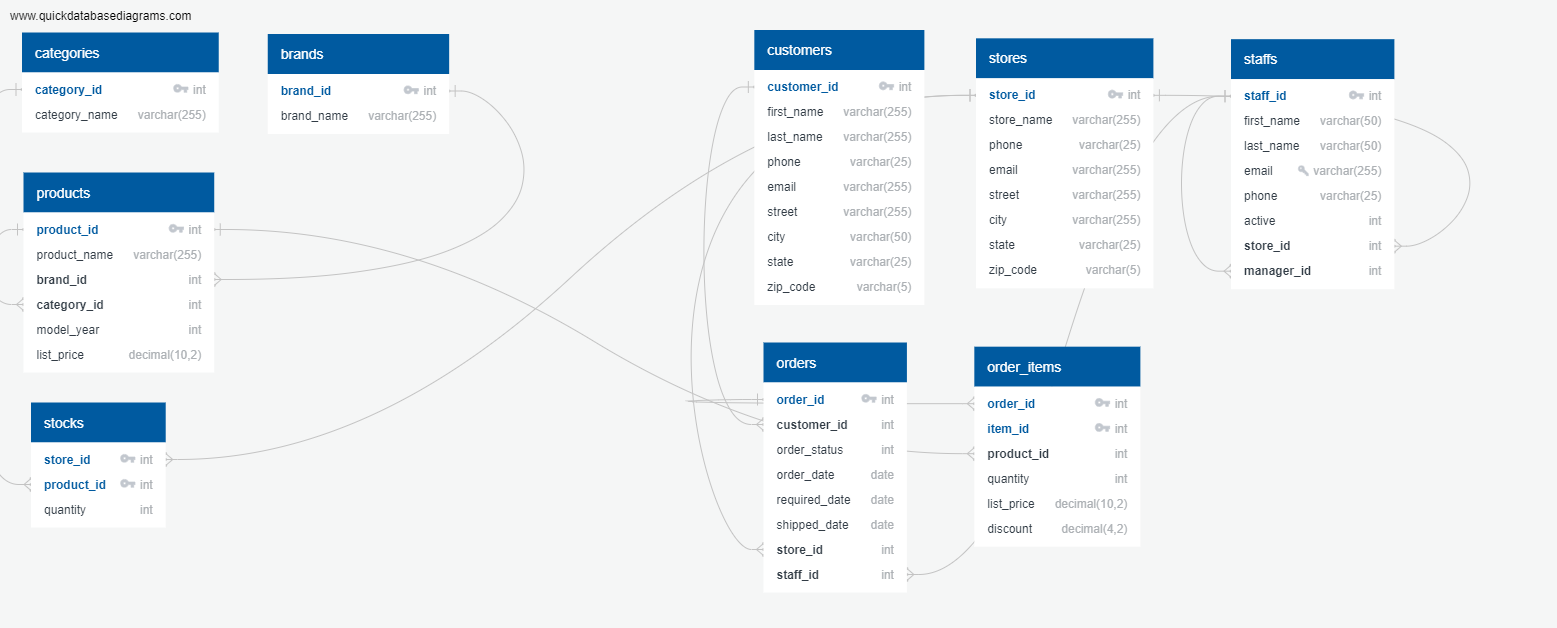 www.quickdatabasediagrams.com
categories
category_id int
category_name varchar(255)
brands
brand_id int
brand_name varchar(255)
products
product_id int
product_name varchar(255)
brand_id int
category_id int
model_year int
list_price decimal(10,2)
stocks
store_id int
product_id int
quantity int
customers
customer_id int
first_name varchar(255)
last_name varchar(255)
phone varchar(25)
email varchar(255)
street varchar(255)
city varchar(50)
state varchar(25)
zip_code varchar(5)
stores
store_id int
store_name varchar(255)
phone varchar(25)
email varchar(255)
street varchar(255)
city varchar(255)
state varchar(25)
zip_code varchar(5)
staffs
staff_id int
first_name varchar(50)
last_name varchar(50)
email varchar(255)
phone varchar(25)
active int
store_id int
manager_id int
orders
order_id int
customer_id int
order_status int
order_date date
required_date date
shipped_date date
store_id int
staff_id int
order_items
order_id int
item_id int
product_id int
quantity int
list_price decimal(10,2)
discount decimal(4,2)